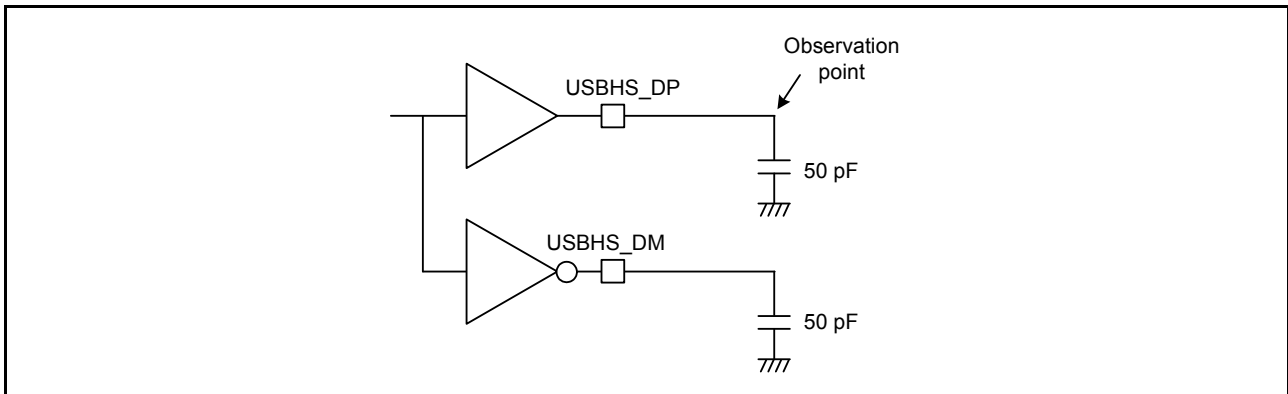 Observation
point
USBHS_DP
50 pF
USBHS_DM
50 pF